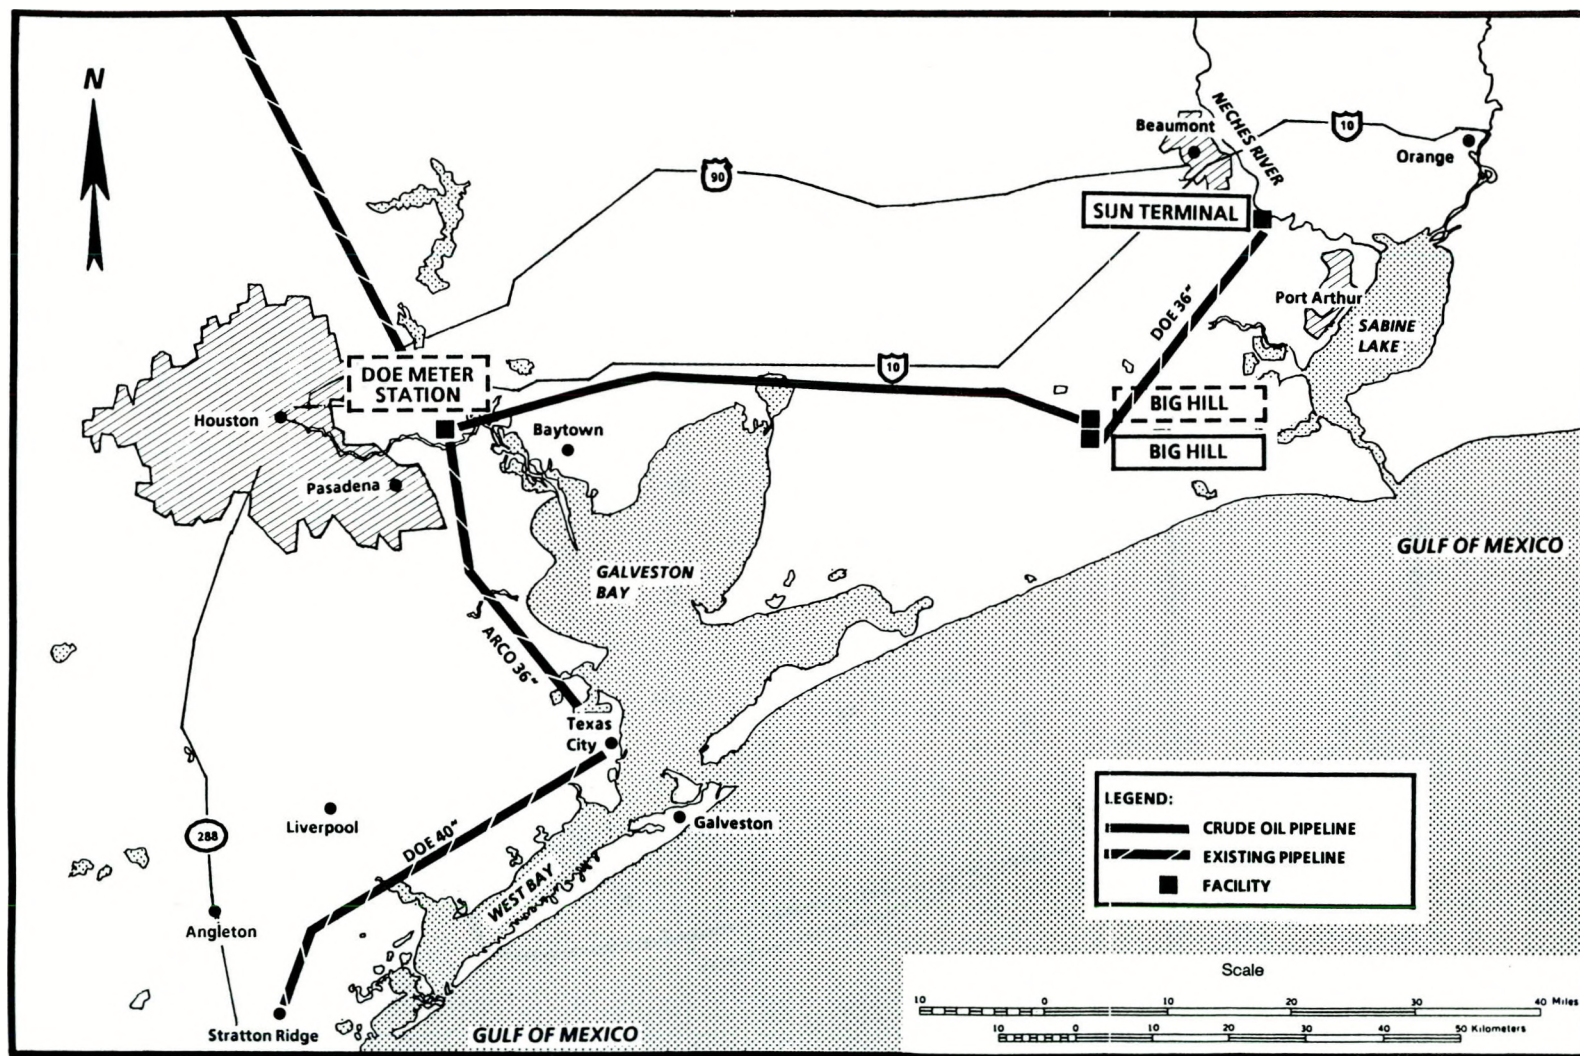 N
NECHES RIVER
Beaumont
10
Orange
90
SUN TERMINAL
DOE 36"
Port Arthur
SABINE
LAKE
10
DOE METER
STATION
Houston
Baytown
BIG HILL
BIG HILL
Pasadena
GALVESTON
BAY
GULF OF MEXICO
ARCO 36"
Texas
City
Liverpool
Galveston
288
DOE 40"
WEST BAY
Angleton
Stratton Ridge
GULF OF MEXICO
LEGEND:
CRUDE OIL PIPELINE
EXISTING PIPELINE
FACILITY
Scale
10 0 10 20 30 40 Miles
10 0 10 20 30 40 50 Kilometers